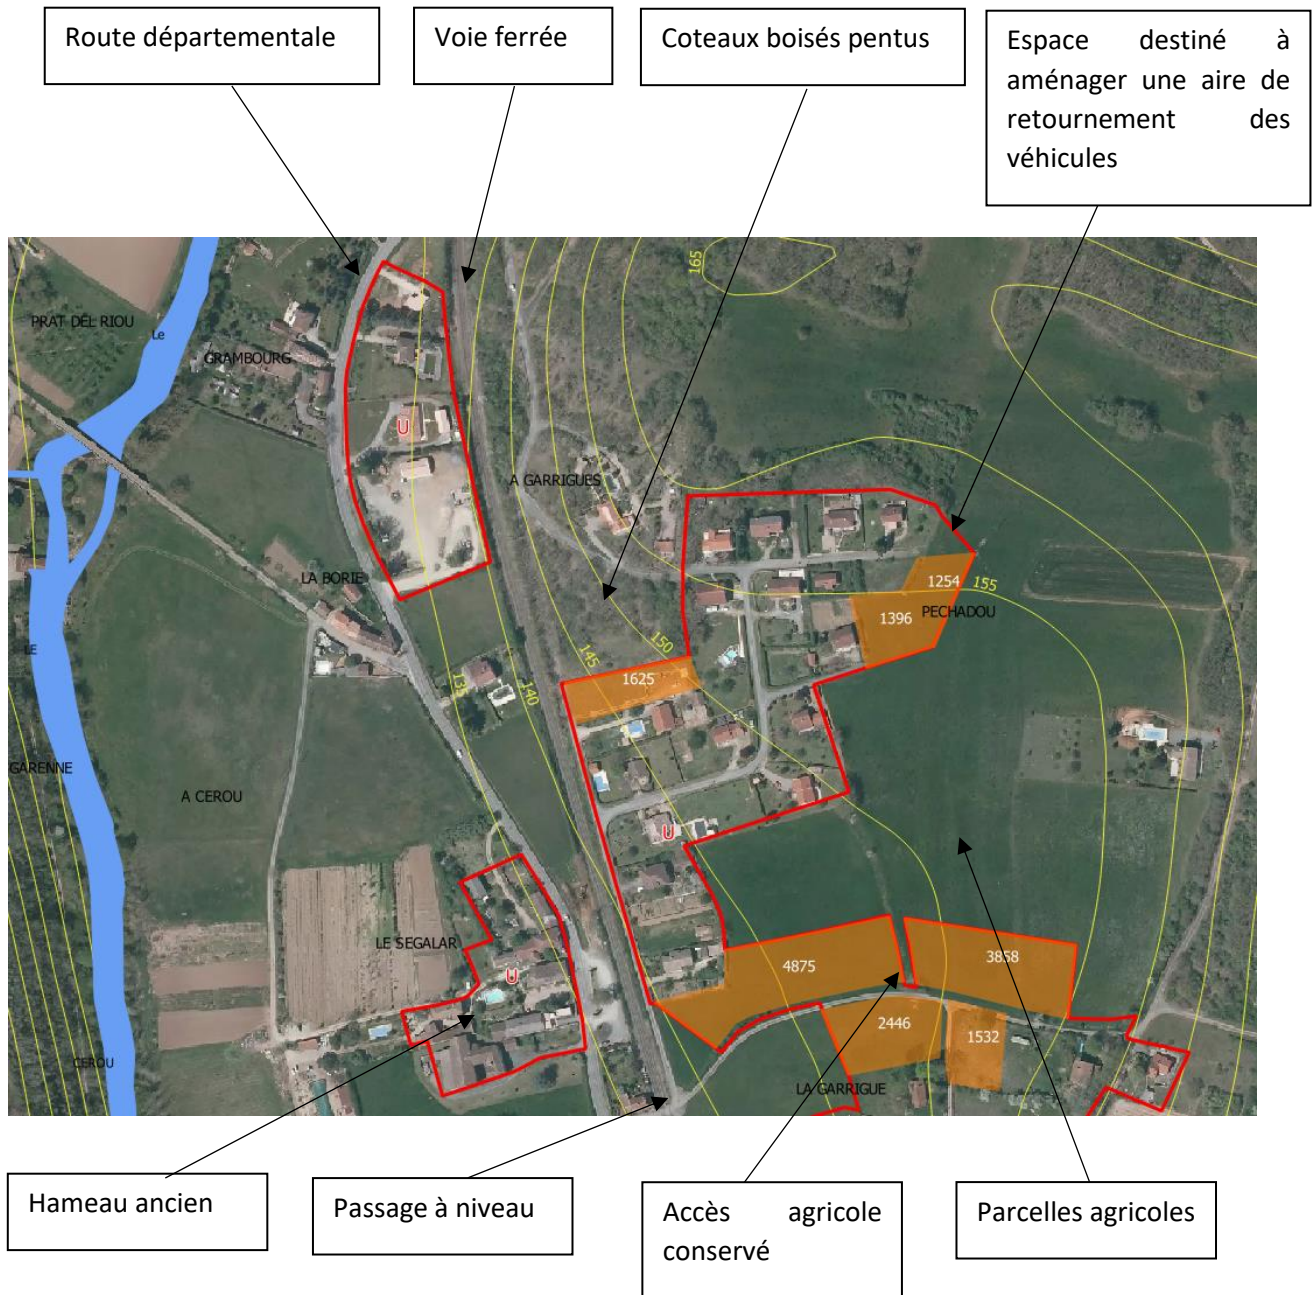 Route départementale
Voie ferrée
Coteaux boisés pentus
Espace destiné à
aménager une aire de
retournement des
véhicules
165
PRAT DEL RIOU
Le
GRAMBOURG
U
A GARRIGUES
LA BORIE
1254
155
1396
PECHADOU
LE
150
145
1625
135
140
GARENNE
A CEROU
U
LE SEGALAR
U
4875
3858
2446
1532
CEROU
LA GARRIGUE
Hameau ancien
Passage à niveau
Accès agricole
conservé
Parcelles agricoles